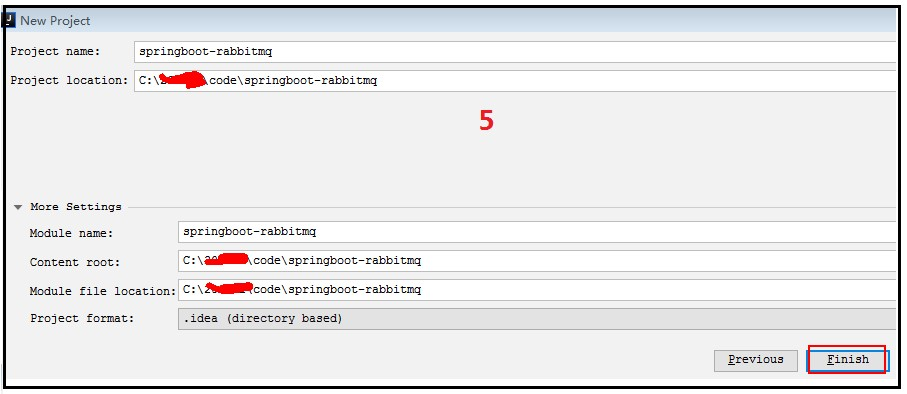 New Project
Project name: springboot-rabbitmq
Project location: C:\ \code\springboot-rabbitmq
5
More Settings
Module name: springboot-rabbitmq
Content root: C:\ \code\springboot-rabbitmq
Module file location: C:\ \code\springboot-rabbitmq
Project format: .idea (directory based)
Previous Finish